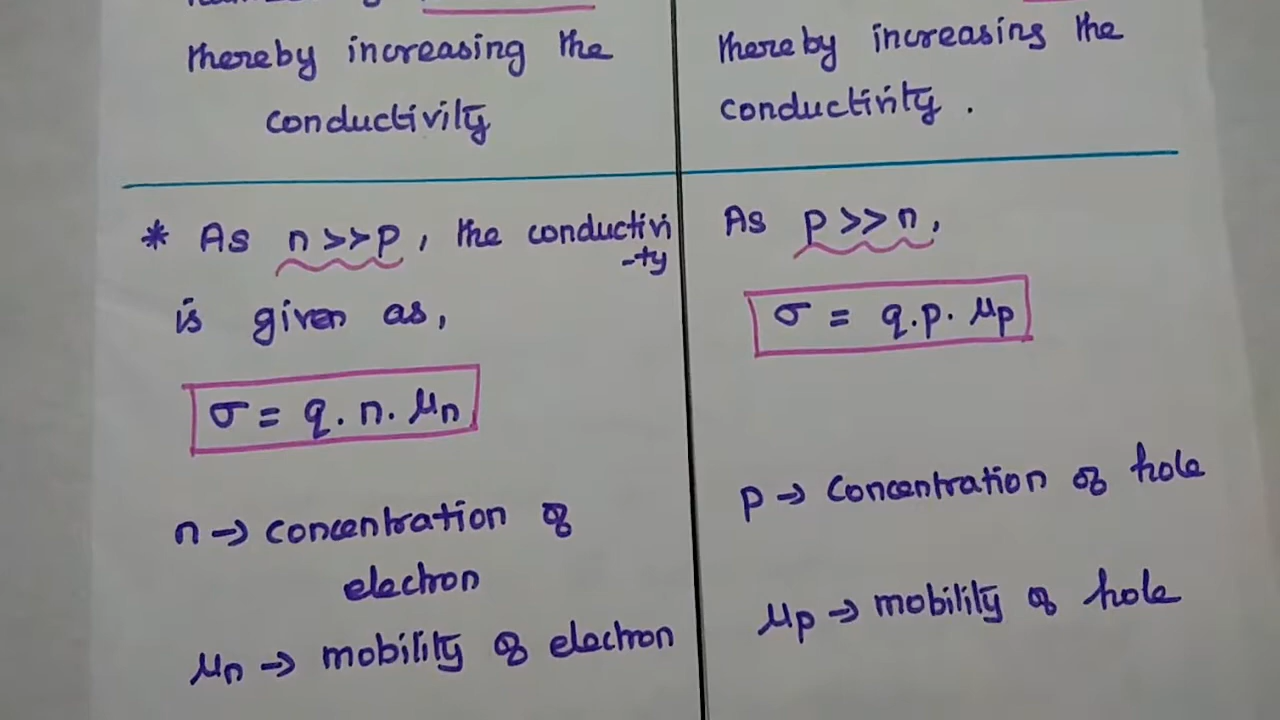 thereby increasing the
conductivity
* As n>>p, the conductivi
-ty
is given as,
σ = q . n. μn
n → concentration of
electron
μn → mobility of electron
thereby increasing the
conductivity .
As p>>n,
σ = q.p. μp
p → concentration of hole
μp → mobility of hole